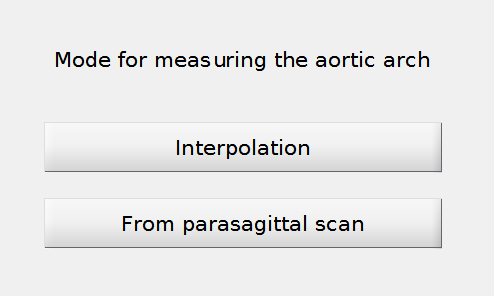 Mode for measuring the aortic arch
Interpolation
From parasagittal scan